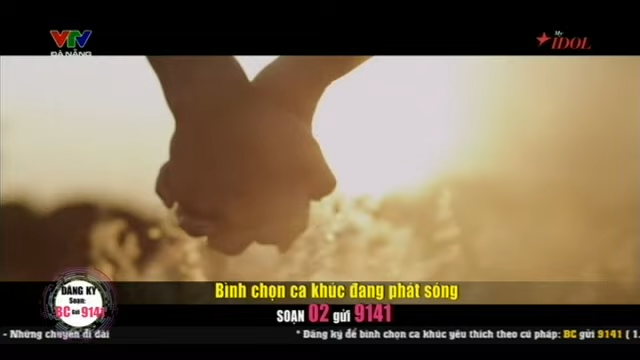 VTV
ĐÀ NẴNG
My
IDOL
Bình chọn ca khúc đang phát sóng
SOẠN 02 gửi 9141
ĐĂNG KÝ
Soạn:
BC gửi 9141
- Những chuyến đi dài
* Đăng ký để bình chọn ca khúc yêu thích theo cú pháp: BC gửi 9141 ( 1.